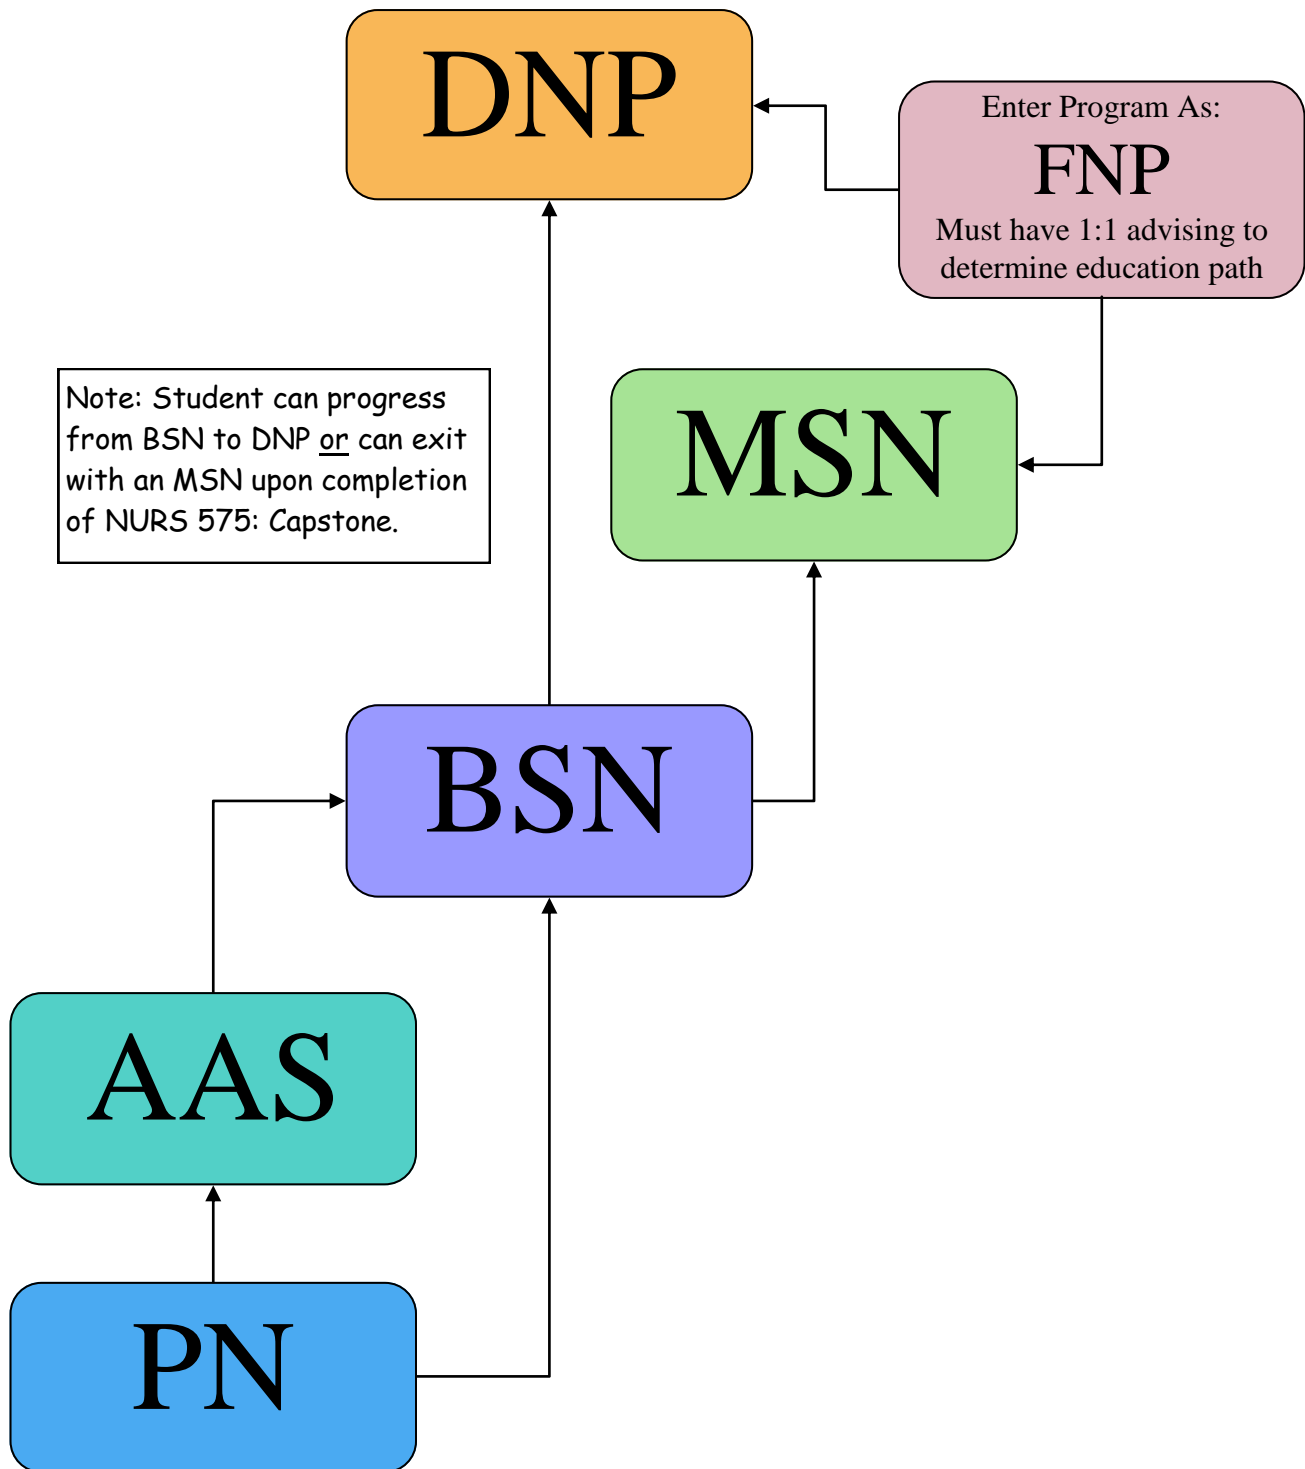 DNP
Enter Program As:
FNP
Must have 1:1 advising to
determine education path
Note: Student can progress
from BSN to DNP or can exit
with an MSN upon completion
of NURS 575: Capstone.
MSN
BSN
AAS
PN